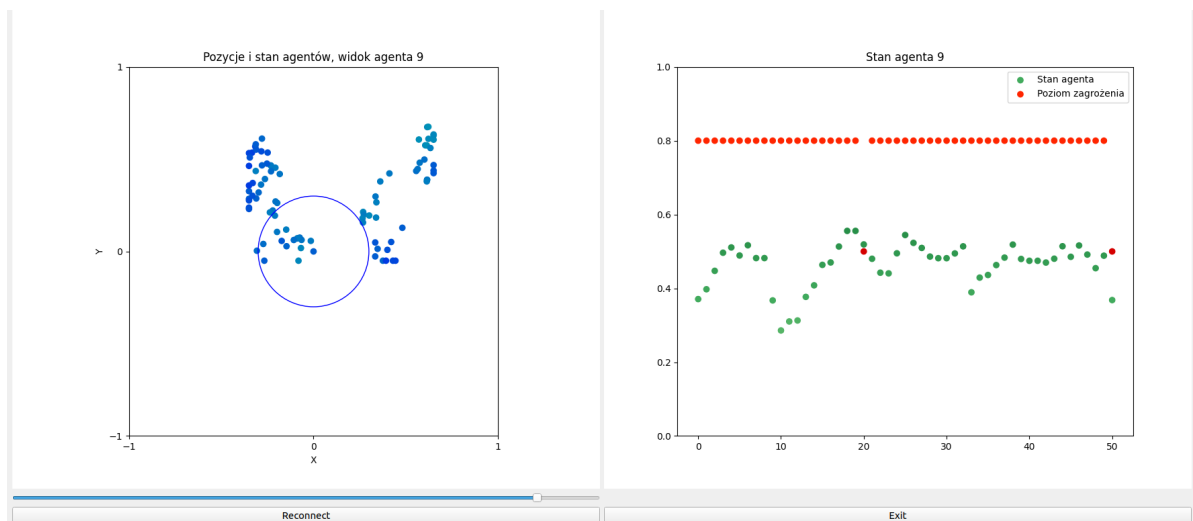 Pozycje i stan agentów, widok agenta 9
1
Y
0
−1
−1
0
1
X
Stan agenta 9
1.0
Stan agenta
Poziom zagrożenia
0.8
0.6
0.4
0.2
0.0
0
10
20
30
40
50
Reconnect
Exit